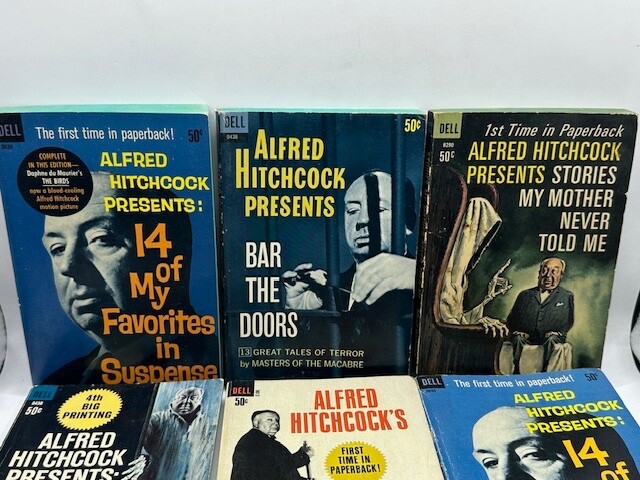 DELL
The first time in paperback!
50¢
COMPLETE
IN THIS EDITION—
Daphne du Maurier's
THE BIRDS
now a blood-curdling
Alfred Hitchcock
motion picture
ALFRED
HITCHCOCK
PRESENTS:
14
of
My
Favorites
in
Suspense
DELL
50¢
ALFRED
HITCHCOCK
PRESENTS
BAR
THE
DOORS
13 GREAT TALES OF TERROR
by MASTERS OF THE MACABRE
DELL
8290
50¢
1st Time in Paperback
ALFRED HITCHCOCK
PRESENTS STORIES
MY MOTHER
NEVER
TOLD ME
4th
BIG
PRINTING
DELL
50¢
ALFRED
HITCHCOCK
PRESENTS:
DELL
50¢
ALFRED
HITCHCOCK'S
FIRST
TIME IN
PAPERBACK!
DELL
The first time in paperback!
50¢
ALFRED
HITCHCOCK
PRESENTS:
14
of